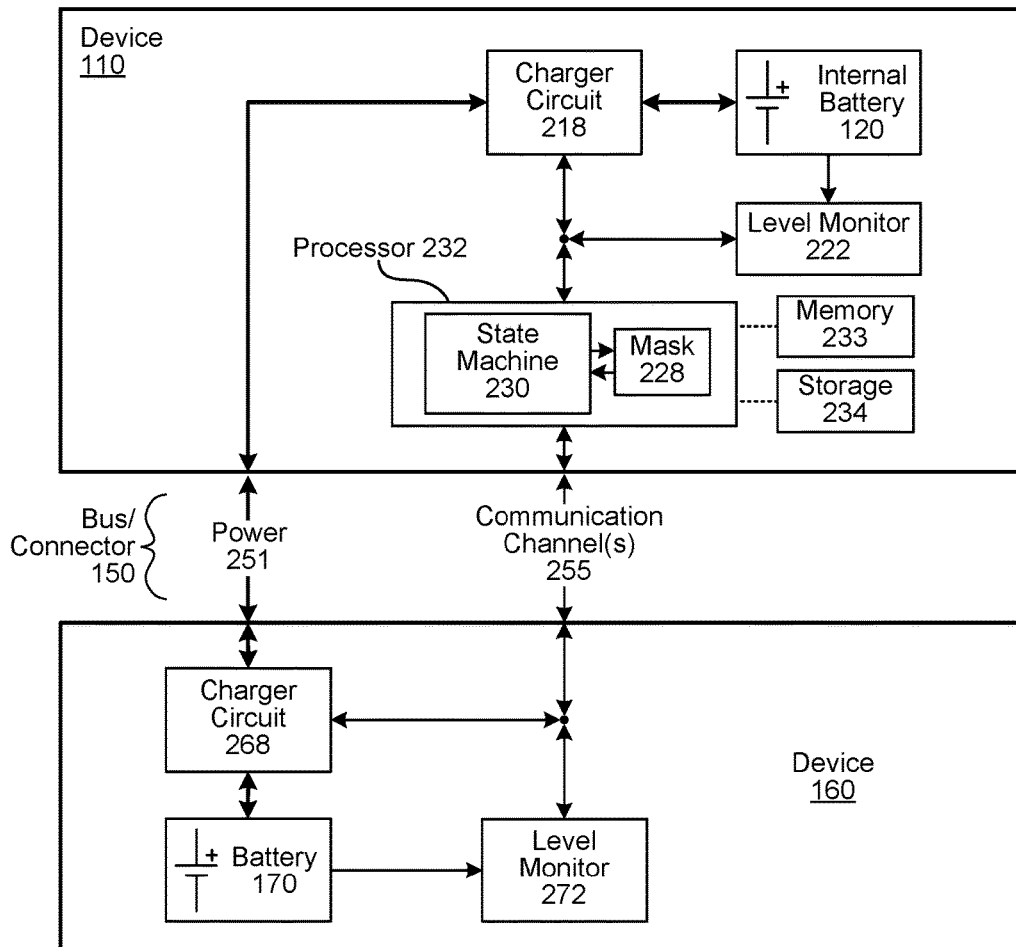 Device
110
Charger
Circuit
218
+
Internal
Battery
120
Level Monitor
222
Processor 232
State
Machine
230
Mask
228
Memory
233
Storage
234
Bus/
Connector
150
Power
251
Communication
Channel(s)
255
Charger
Circuit
268
Device
160
+
Battery
170
Level
Monitor
272